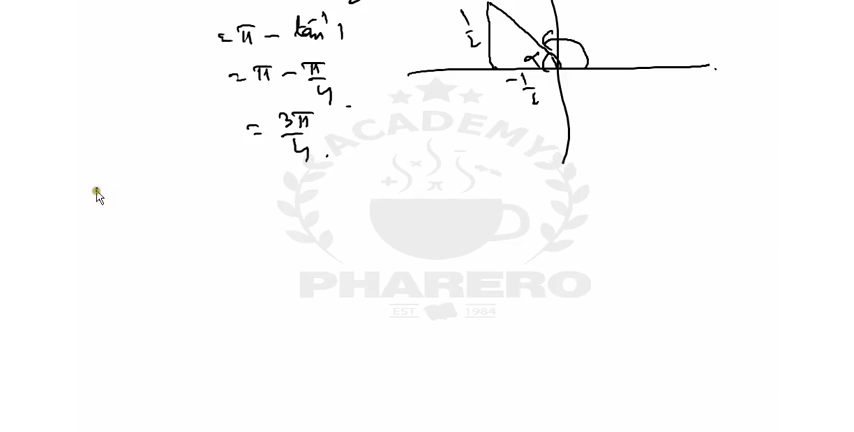 = π - tan⁻¹ 1
= π - π/4
= 3π/4.
1/2
α
-1/2
ACADEMY
PHARERO
EST 1984